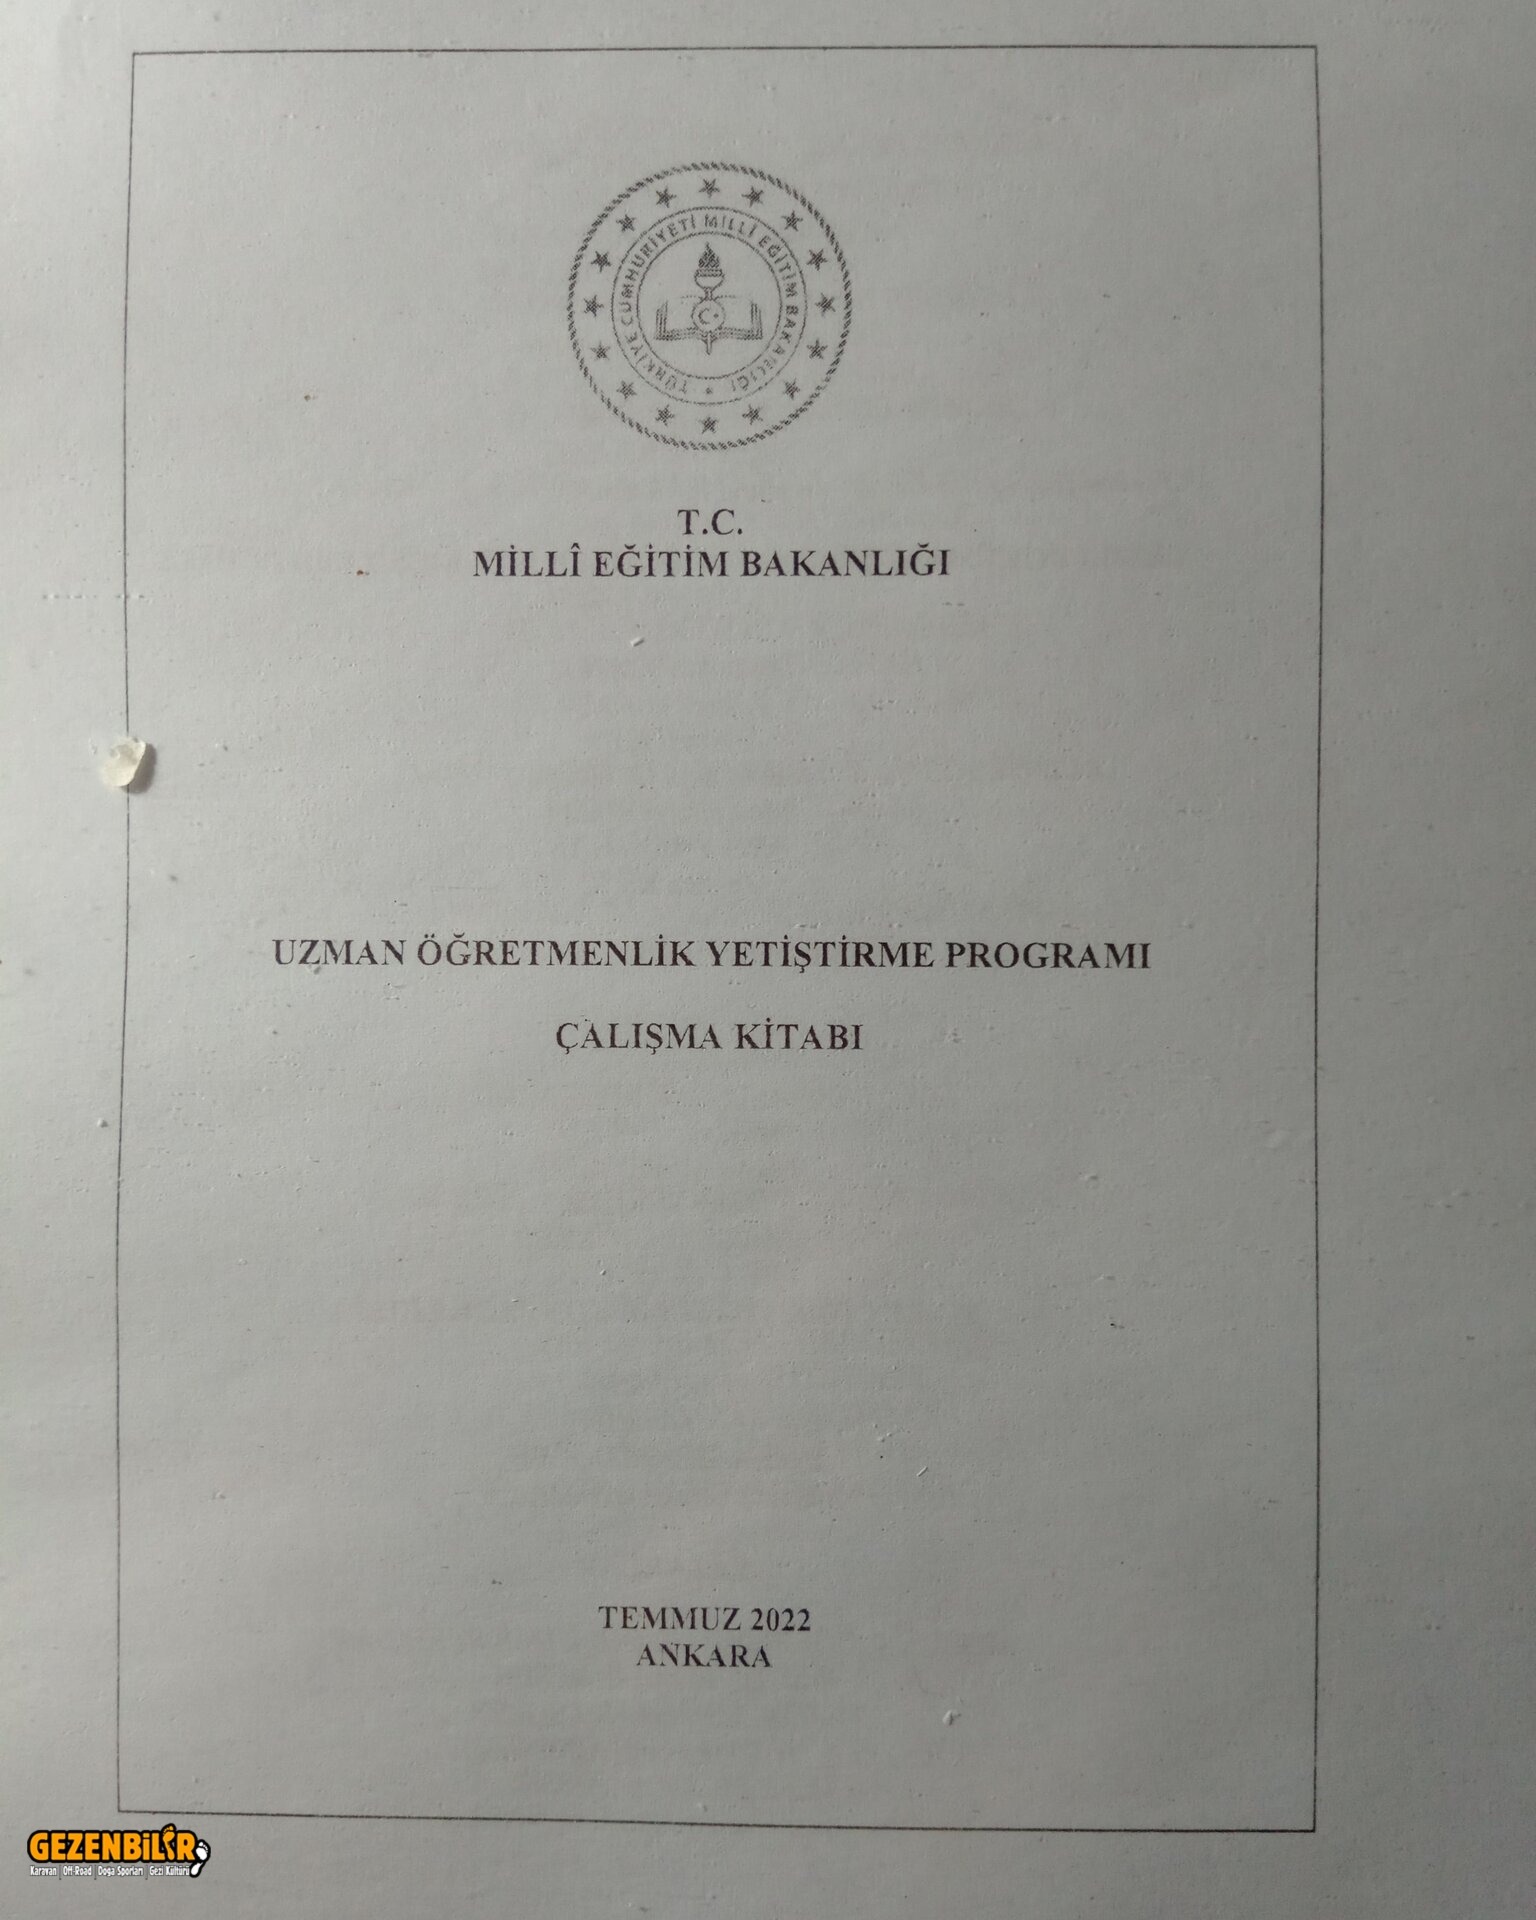 TÜRKİYE CUMHURİYETİ MİLLÎ EĞİTİM BAKANLIĞI
T.C.
MİLLÎ EĞİTİM BAKANLIĞI
UZMAN ÖĞRETMENLİK YETİŞTİRME PROGRAMI
ÇALIŞMA KİTABI
TEMMUZ 2022
ANKARA
GEZENBİLİR
Karavan | Off-Road | Doğa Sporları | Gezi Kültürü